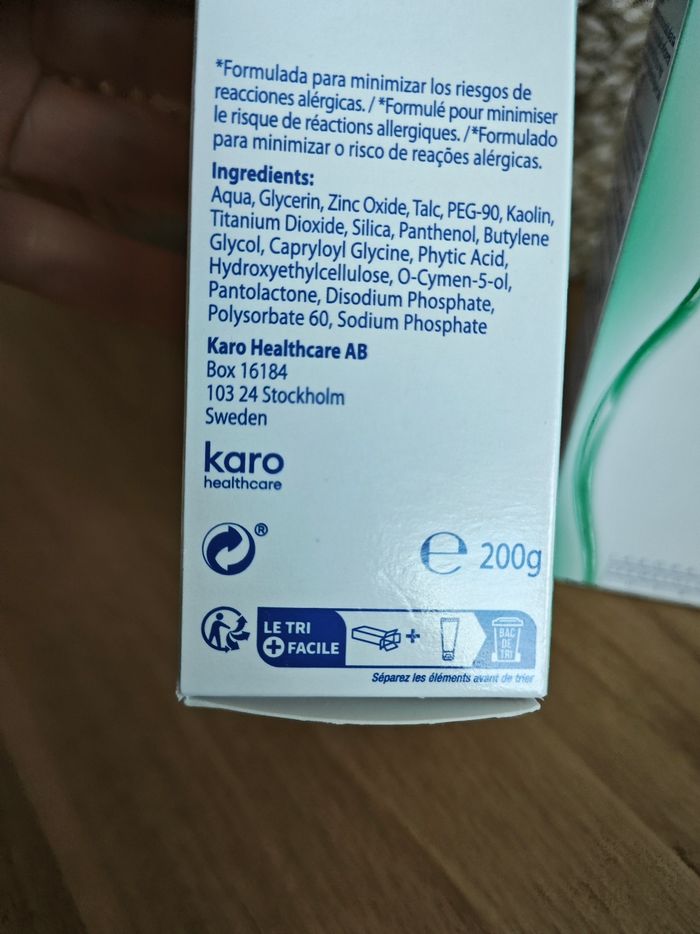 *Formulada para minimizar los riesgos de
reacciones alérgicas. / *Formulé pour minimiser
le risque de réactions allergiques. /*Formulado
para minimizar o risco de reações alérgicas.
Ingredients:
Aqua, Glycerin, Zinc Oxide, Talc, PEG-90, Kaolin,
Titanium Dioxide, Silica, Panthenol, Butylene
Glycol, Capryloyl Glycine, Phytic Acid,
Hydroxyethylcellulose, O-Cymen-5-ol,
Pantolactone, Disodium Phosphate,
Polysorbate 60, Sodium Phosphate
Karo Healthcare AB
Box 16184
103 24 Stockholm
Sweden
karo
healthcare
®
e 200g
LE TRI
+ FACILE
+
BAC
DE
TRI
Séparez les éléments avant de trier